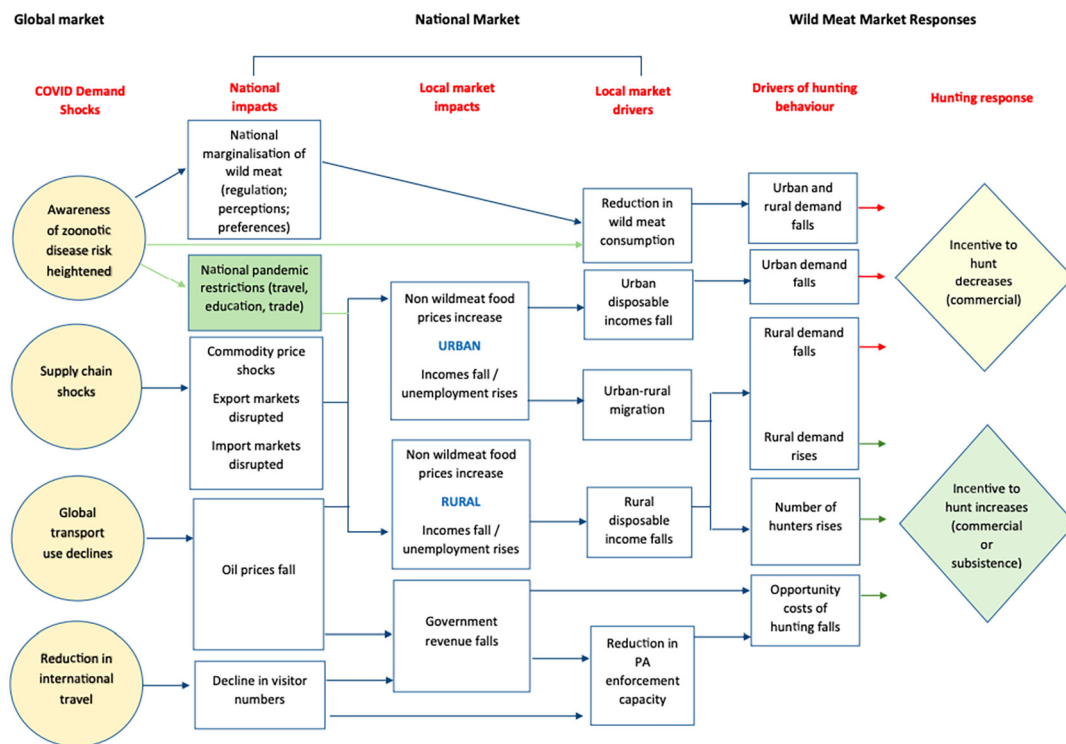 Global market
National Market
Wild Meat Market Responses
COVID Demand
Shocks
National
impacts
Local market
impacts
Local market
drivers
Drivers of hunting
behaviour
Hunting response
Awareness
of zoonotic
disease risk
heightened
Supply chain
shocks
Global
transport
use declines
Reduction in
international
travel
National
marginalisation of
wild meat
(regulation;
perceptions;
preferences)
National pandemic
restrictions (travel,
education, trade)
Commodity price
shocks
Export markets
disrupted
Import markets
disrupted
Oil prices fall
Decline in visitor
numbers
Non wildmeat food
prices increase
URBAN
Incomes fall /
unemployment rises
Non wildmeat food
prices increase
RURAL
Incomes fall /
unemployment rises
Government
revenue falls
Reduction in
wild meat
consumption
Urban
disposable
incomes fall
Urban-rural
migration
Rural
disposable
income falls
Reduction in
PA
enforcement
capacity
Urban and
rural demand
falls
Urban demand
falls
Rural demand
falls
Rural demand
rises
Number of
hunters rises
Opportunity
costs of
hunting falls
Incentive to
hunt
decreases
(commercial)
Incentive to
hunt increases
(commercial
or
subsistence)